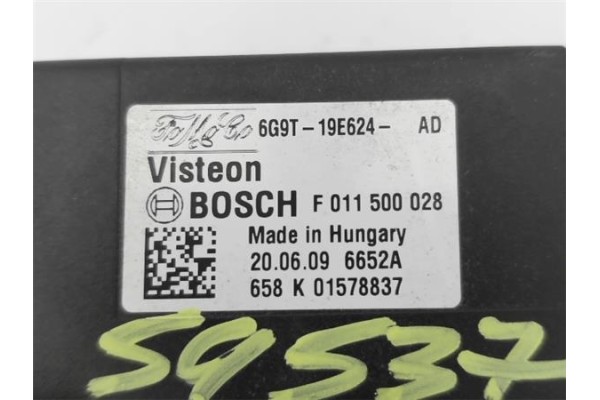 FoMoCo 6G9T-19E624- AD
Visteon
BOSCH F 011 500 028
Made in Hungary
20.06.09 6652A
658 K 01578837
59537